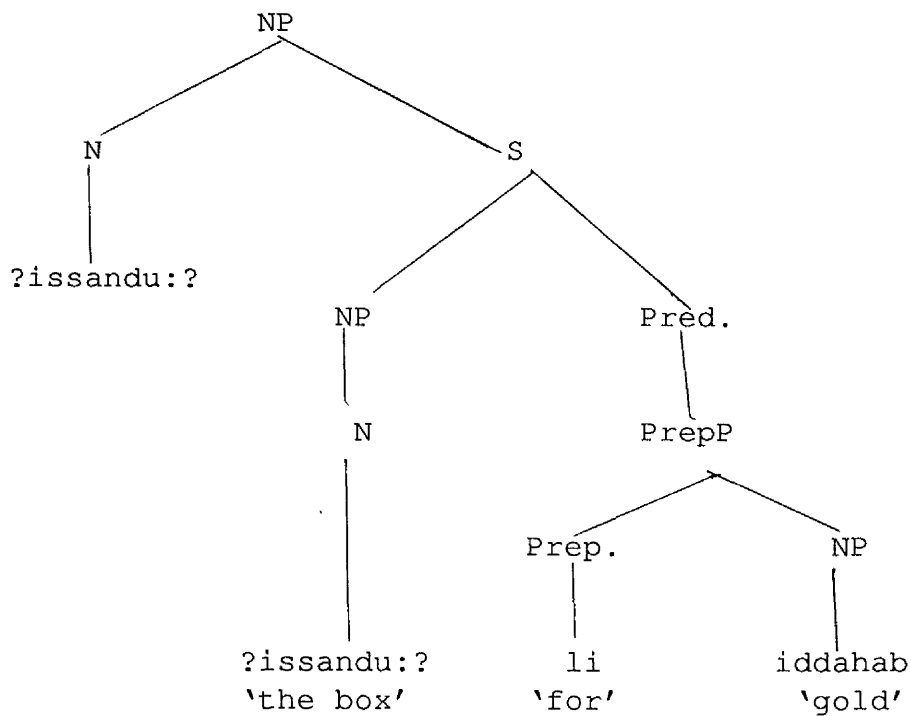 NP
N S
?issandu:?
NP Pred.
N PrepP
Prep. NP
?issandu:? li iddahab
'the box' 'for' 'gold'